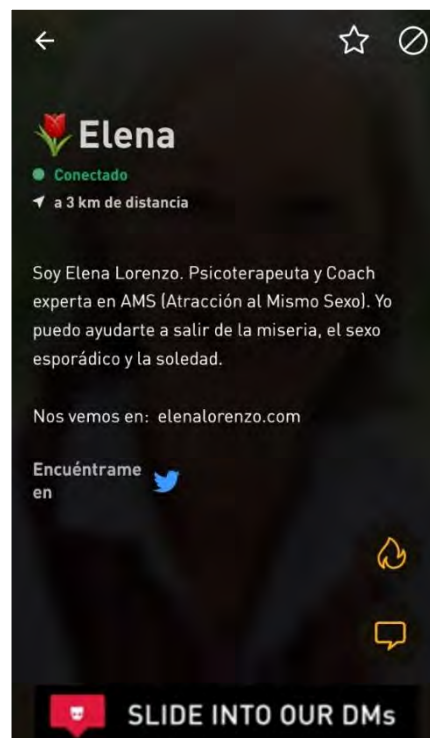 Elena
Conectado
a 3 km de distancia
Soy Elena Lorenzo. Psicoterapeuta y Coach
experta en AMS (Atracción al Mismo Sexo). Yo
puedo ayudarte a salir de la miseria, el sexo
esporádico y la soledad.
Nos vemos en: elenalorenzo.com
Encuéntrame
en
SLIDE INTO OUR DMs